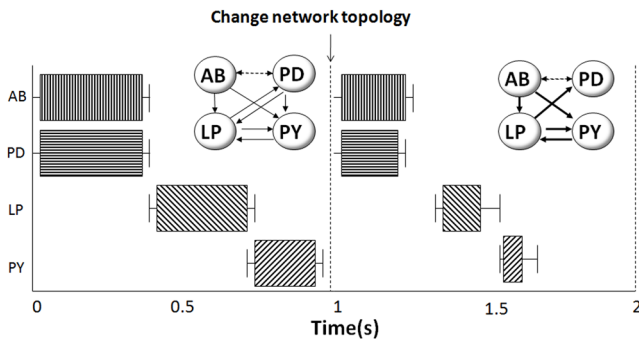 Change network topology
AB PD AB PD
AB
LP PY LP PY
PD
LP
PY
0 0.5 1 1.5 2
Time(s)